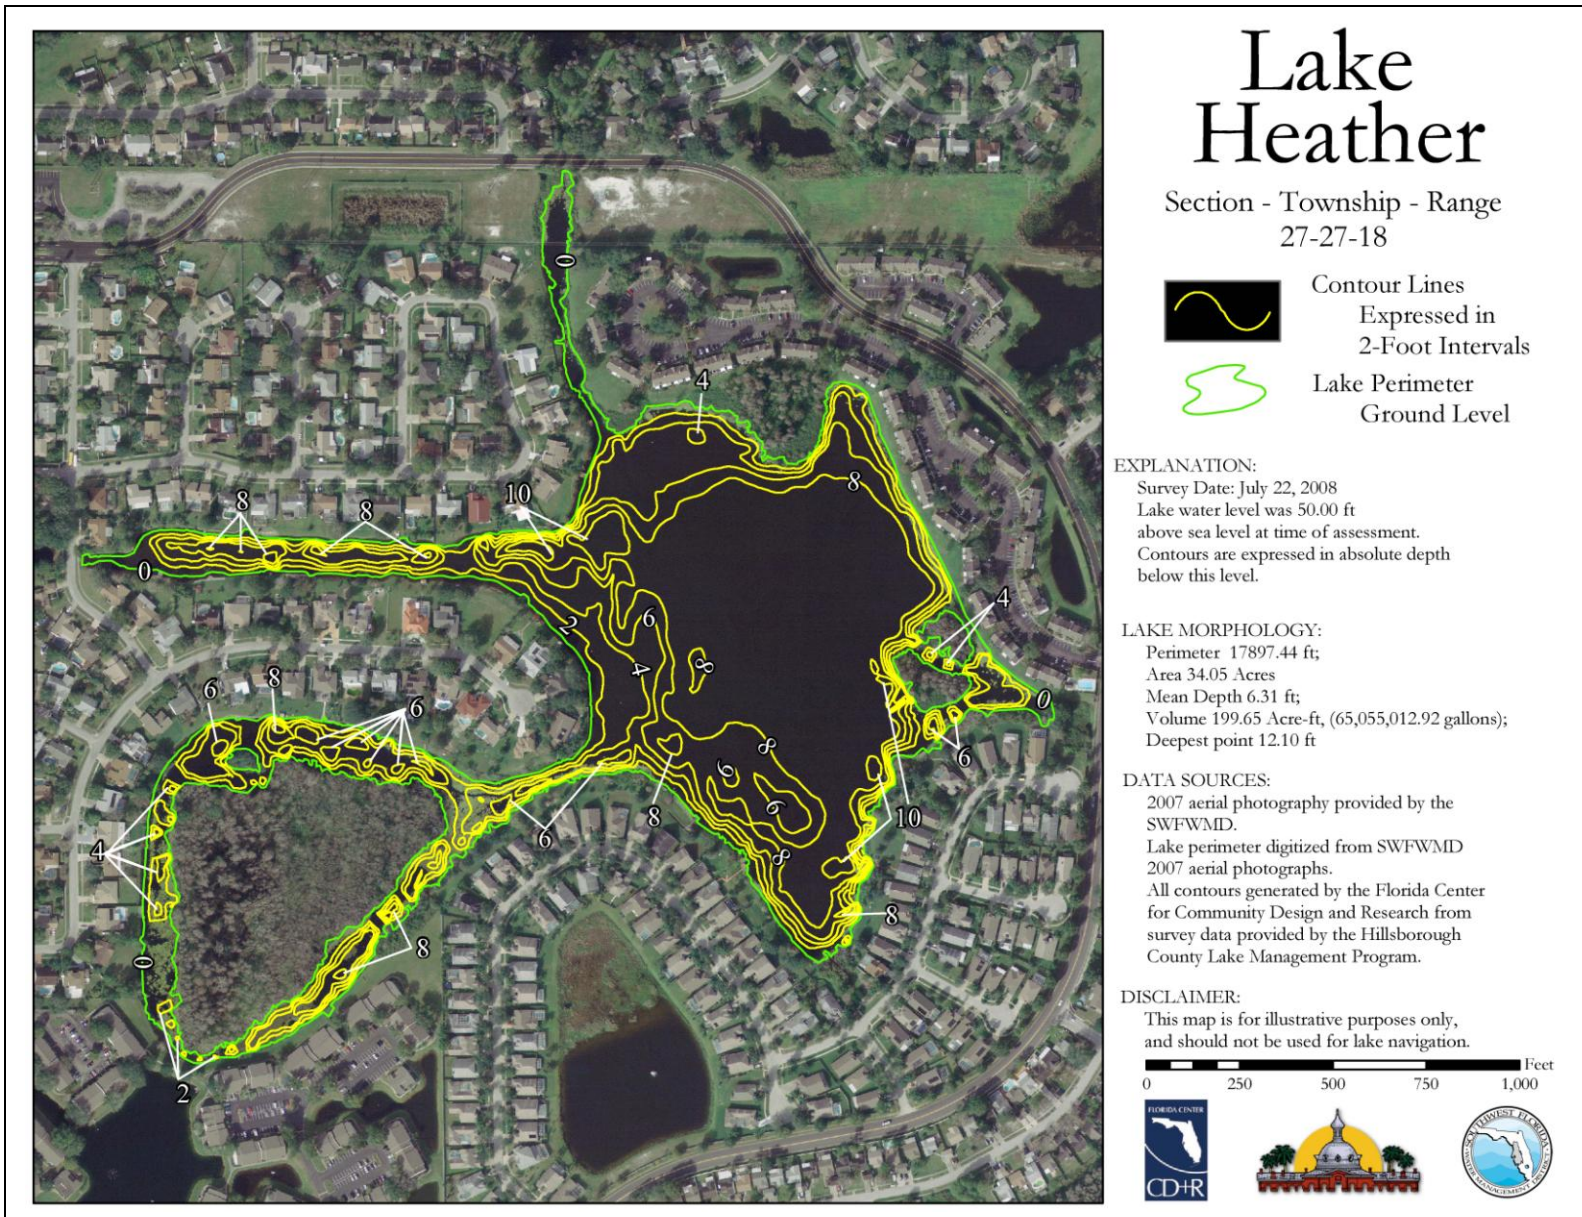 Lake
Heather
Section - Township - Range
27-27-18
Contour Lines
Expressed in
2-Foot Intervals
Lake Perimeter
Ground Level
EXPLANATION:
Survey Date: July 22, 2008
Lake water level was 50.00 ft
above sea level at time of assessment.
Contours are expressed in absolute depth
below this level.
LAKE MORPHOLOGY:
Perimeter 17897.44 ft;
Area 34.05 Acres
Mean Depth 6.31 ft;
Volume 199.65 Acre-ft, (65,055,012.92 gallons);
Deepest point 12.10 ft
DATA SOURCES:
2007 aerial photography provided by the
SWFWMD.
Lake perimeter digitized from SWFWMD
2007 aerial photographs.
All contours generated by the Florida Center
for Community Design and Research from
survey data provided by the Hillsborough
County Lake Management Program.
DISCLAIMER:
This map is for illustrative purposes only,
and should not be used for lake navigation.
Feet
0 250 500 750 1,000
FLORIDA CENTER
CD+R
SOUTHWEST FLORIDA
WATER MANAGEMENT DISTRICT
0
4
8
10
8
8
0
2
6
4
8
4
0
6
8
6
8
6
6
8
6
10
6
8
4
8
8
0
2